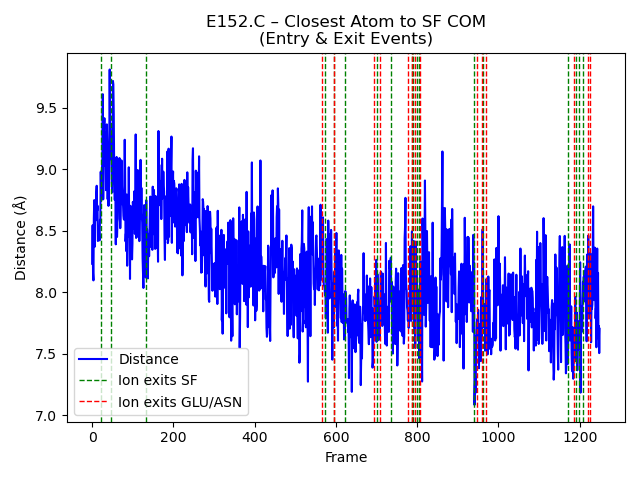 E152.C – Closest Atom to SF COM
(Entry & Exit Events)
Distance (Å)
9.5
9.0
8.5
8.0
7.5
7.0
Distance
Ion exits SF
Ion exits GLU/ASN
0 200 400 600 800 1000 1200
Frame